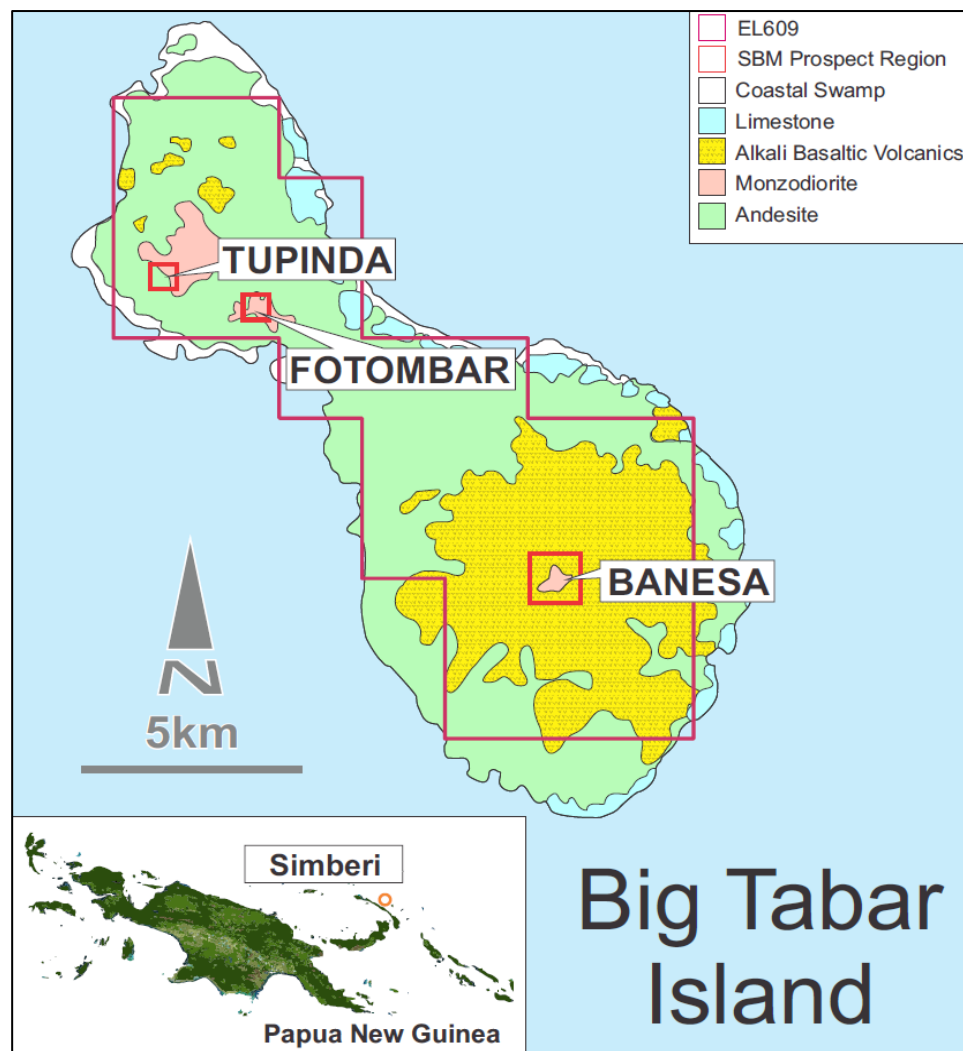 EL609
SBM Prospect Region
Coastal Swamp
Limestone
Alkali Basaltic Volcanics
Monzodiorite
Andesite
TUPINDA
FOTOMBAR
BANESA
N
5km
Simberi
Papua New Guinea
Big Tabar
Island